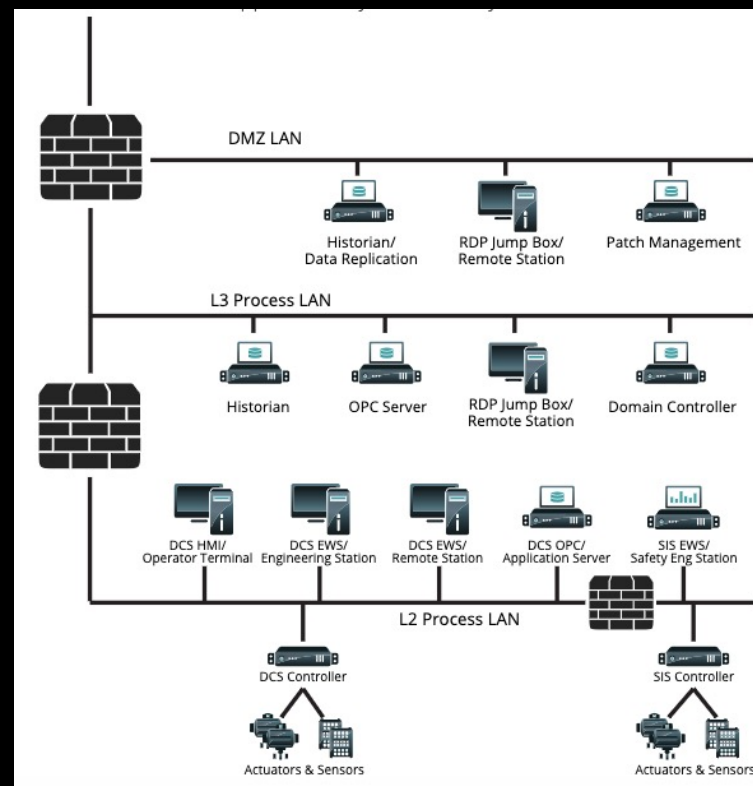 DMZ LAN
Historian/
Data Replication
RDP Jump Box/
Remote Station
Patch Management
L3 Process LAN
Historian
OPC Server
RDP Jump Box/
Remote Station
Domain Controller
DCS HMI/
Operator Terminal
DCS EWS/
Engineering Station
DCS EWS/
Remote Station
DCS OPC/
Application Server
SIS EWS/
Safety Eng Station
L2 Process LAN
DCS Controller
SIS Controller
Actuators & Sensors
Actuators & Sensors